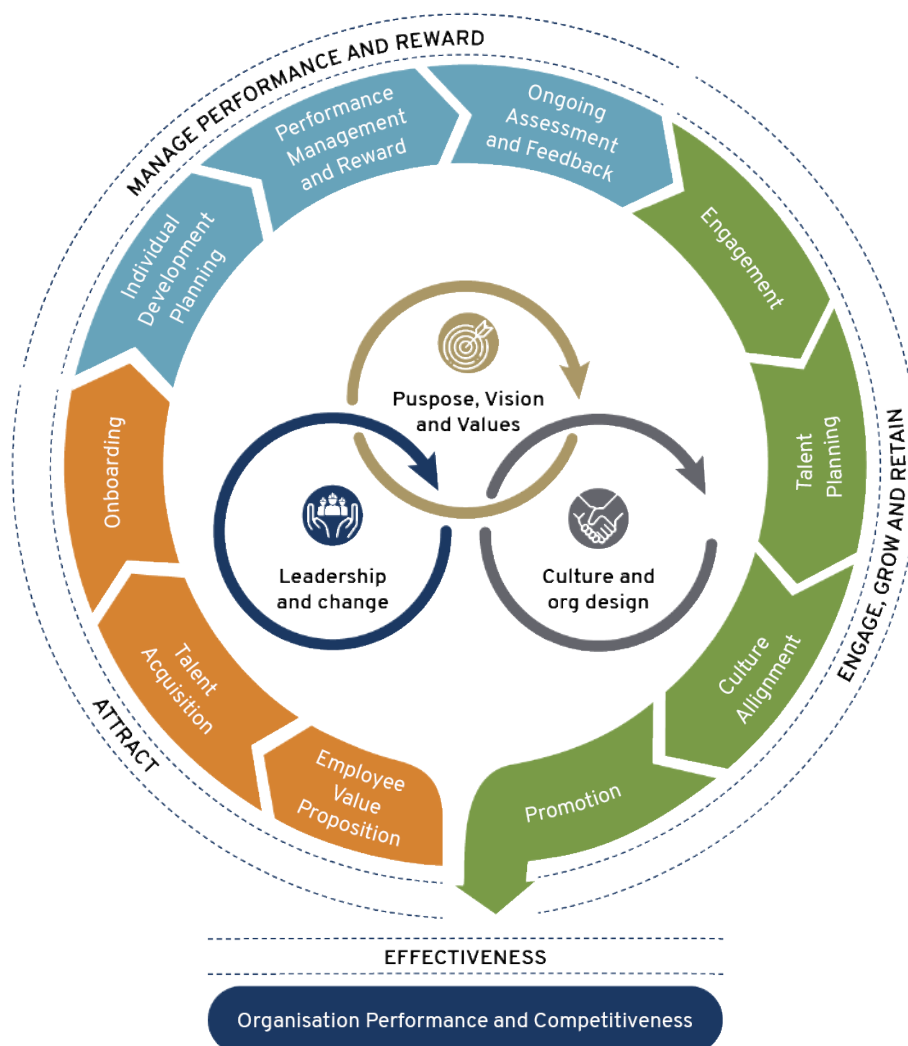 MANAGE PERFORMANCE AND REWARD
Ongoing
Assessment
and Feedback
Performance
Management
and Reward
Individual
Development
Planning
Engagement
Talent
Planning
Culture
Allignment
Promotion
ENGAGE, GROW AND RETAIN
Onboarding
Talent
Acquisition
Employee
Value
Proposition
ATTRACT
Puspose, Vision
and Values
Leadership
and change
Culture and
org design
EFFECTIVENESS
Organisation Performance and Competitiveness